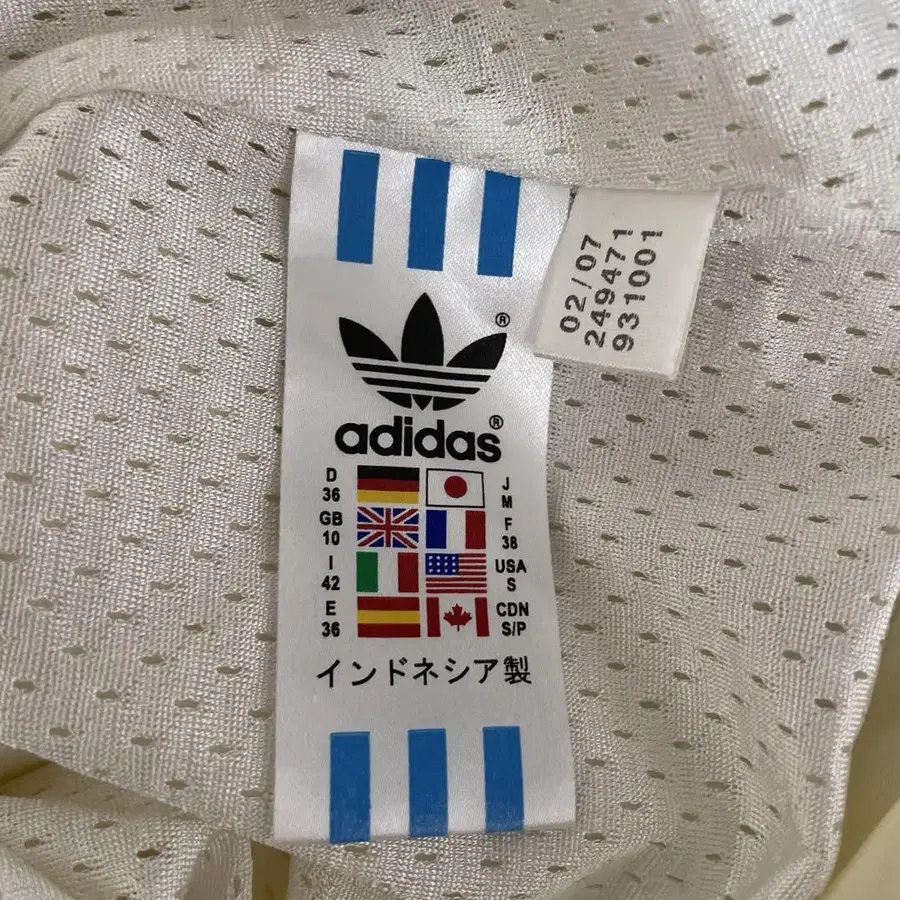 ®
adidas®
D
36
J
M
GB
10
F
38
I
42
USA
S
E
36
CDN
S/P
インドネシア製
02/07
249471
931001